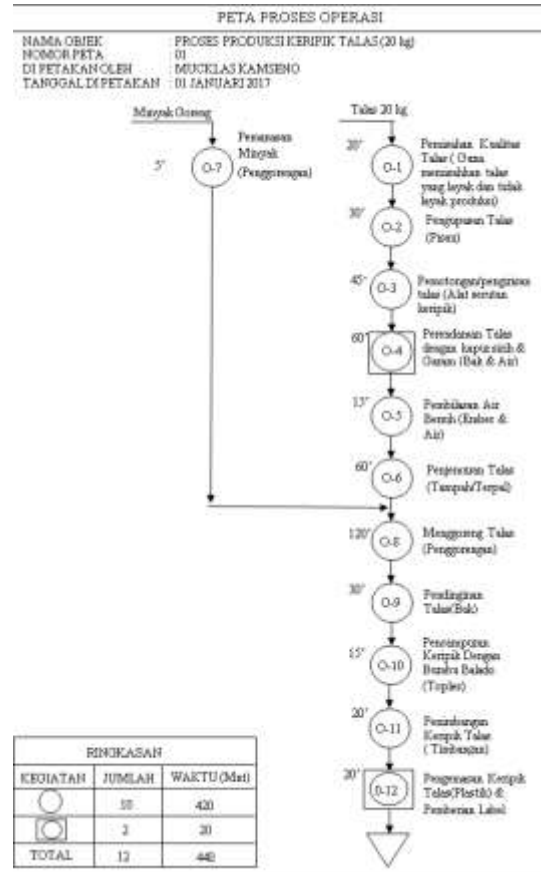 PETA PROSES OPERASI
NAMA OBJEK : PROSES PRODUKSI KERIPIK TALAS (20 kg)
NOMOR PETA : 01
DI PETAKAN OLEH : MUCKLAS KAMSENO
TANGGAL DI PETAKAN : 01 JANUARI 2017
Minyak Goreng
Talas 20 kg
5'
O-7
Pemanasan
Minyak
(Penggorengan)
20'
O-1
Pemisahan Kualitas
Talas ( Guna
memisahkan talas
yang layak dan tidak
layak produksi)
30'
O-2
Pengupasan Talas
(Pisau)
45'
O-3
Pemotongan/pengirisan
talas (Alat serutan
keripik)
60'
O-4
Perendaman Talas
dengan kapur sirih &
Garam (Bak & Air)
15'
O-5
Pembilasan Air
Bersih (Ember &
Air)
60'
O-6
Penjemuran Talas
(Tampah/Terpal)
120'
O-8
Menggoreng Talas
(Penggorengan)
30'
O-9
Pendinginan
Talas(Bak)
15'
O-10
Pencampuran
Keripik Dengan
Bumbu Balado
(Toples)
20'
O-11
Penimbangan
Keripik Talas
( Timbangan)
20'
O-12
Pengemasan Keripik
Talas(Plastik) &
Pemberian Label
RINGKASAN
KEGIATAN JUMLAH WAKTU (Mnt)
10 420
2 20
TOTAL 12 440